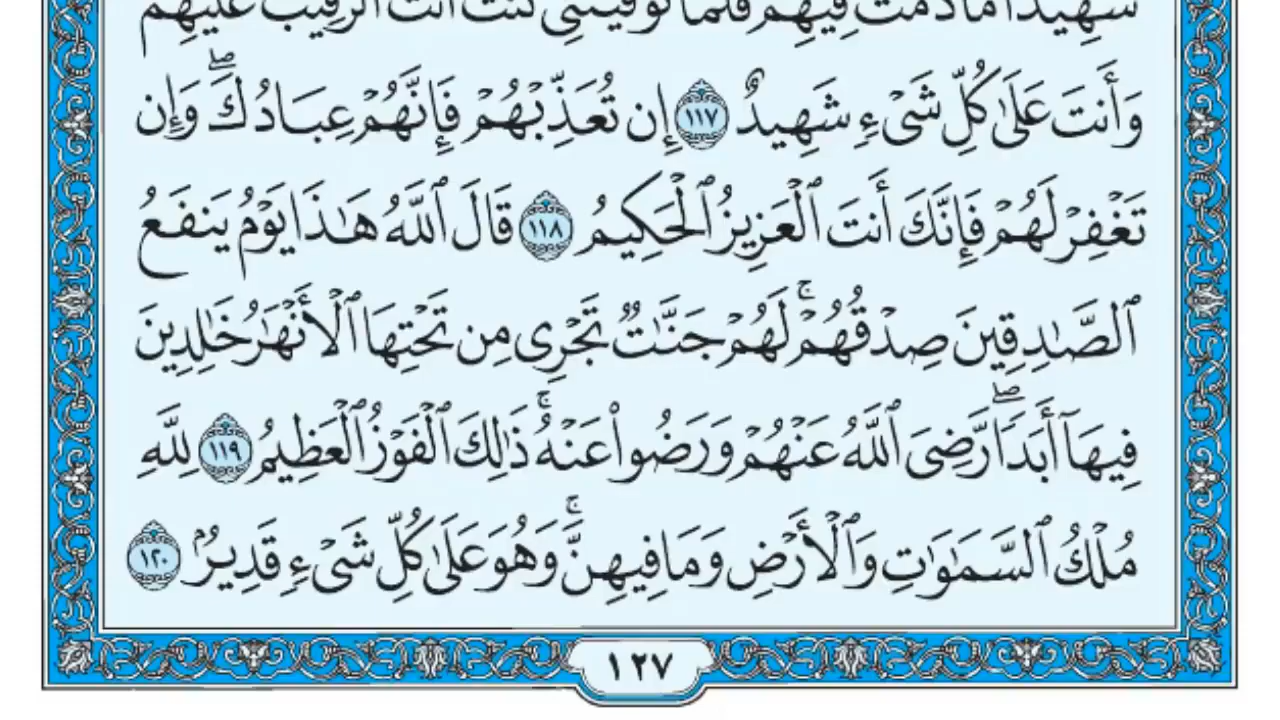 شَهِيدًا مَّا دُمْتُ فِيهِمْ فَلَمَّا تَوَفَّيْتَنِى كُنتَ أَنتَ ٱلرَّقِيبَ عَلَيْهِمْ
وَأَنتَ عَلَىٰ كُلِّ شَىْءٍ شَهِيدٌ ١١٧ إِن تُعَذِّبْهُمْ فَإِنَّهُمْ عِبَادُكَ ۖ وَإِن
تَغْفِرْ لَهُمْ فَإِنَّكَ أَنتَ ٱلْعَزِيزُ ٱلْحَكِيمُ ١١٨ قَالَ ٱللَّهُ هَـٰذَا يَوْمُ يَنفَعُ
ٱلصَّـٰدِقِينَ صِدْقُهُمْ ۚ لَهُمْ جَنَّـٰتٌ تَجْرِى مِن تَحْتِهَا ٱلْأَنْهَـٰرُ خَـٰلِدِينَ
فِيهَآ أَبَدًا ۖ رَّضِىَ ٱللَّهُ عَنْهُمْ وَرَضُوا۟ عَنْهُ ۚ ذَٰلِكَ ٱلْفَوْزُ ٱلْعَظِيمُ ١١٩ لِلَّهِ
مُلْكُ ٱلسَّمَـٰوَٰتِ وَٱلْأَرْضِ وَمَا فِيهِنَّ ۚ وَهُوَ عَلَىٰ كُلِّ شَىْءٍ قَدِيرٌۢ ١٢٠
١٢٧